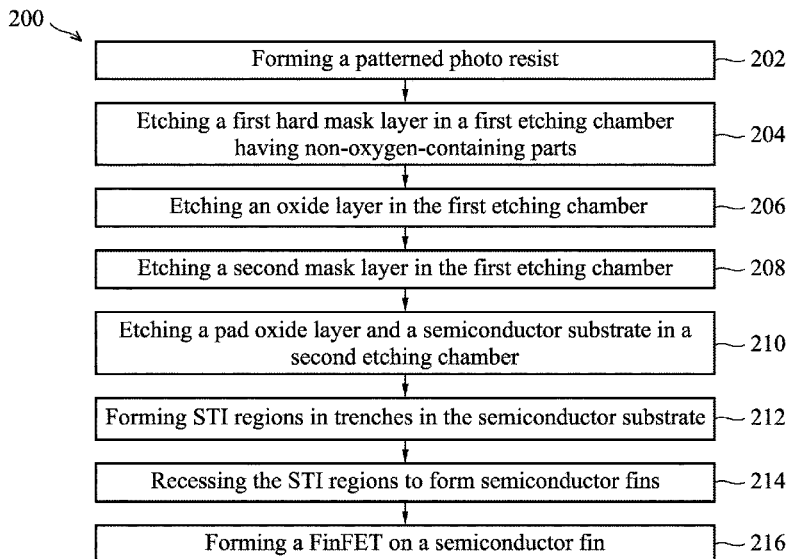 200
Forming a patterned photo resist
202
Etching a first hard mask layer in a first etching chamber
having non-oxygen-containing parts
204
Etching an oxide layer in the first etching chamber
206
Etching a second mask layer in the first etching chamber
208
Etching a pad oxide layer and a semiconductor substrate in a
second etching chamber
210
Forming STI regions in trenches in the semiconductor substrate
212
Recessing the STI regions to form semiconductor fins
214
Forming a FinFET on a semiconductor fin
216